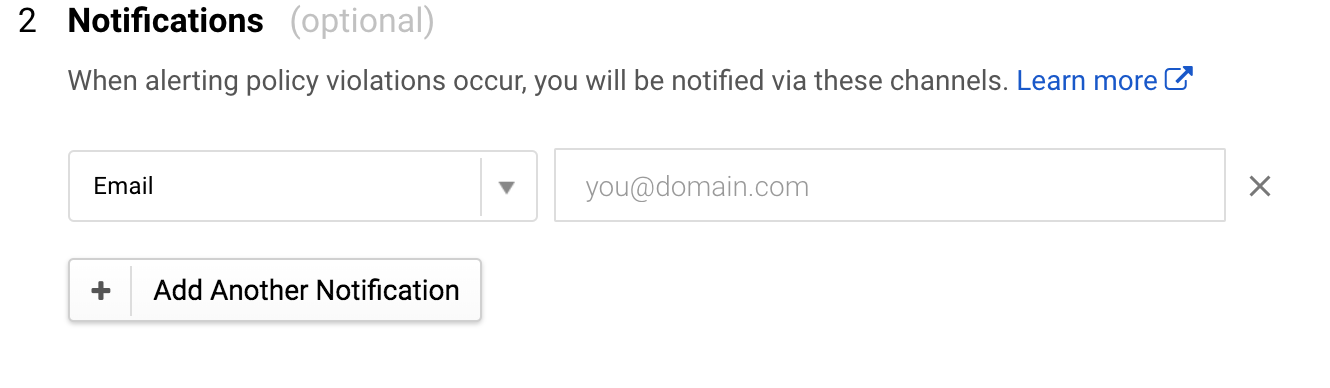 2 Notifications (optional)
When alerting policy violations occur, you will be notified via these channels. Learn more
Email you@domain.com
Add Another Notification